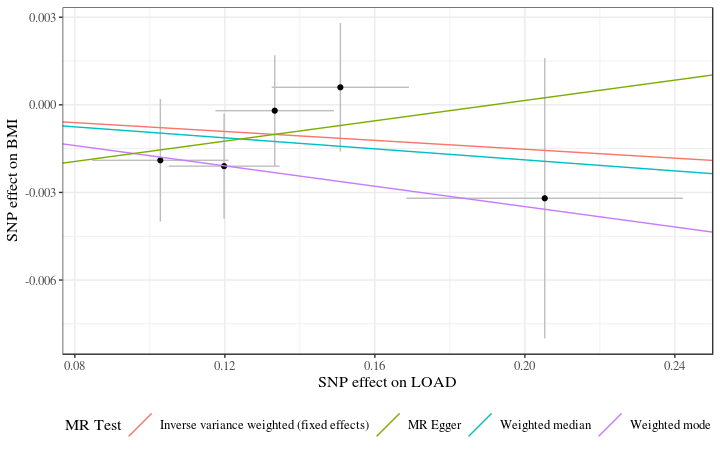 0.003
0.000
-0.003
-0.006
SNP effect on BMI
0.08 0.12 0.16 0.20 0.24
SNP effect on LOAD
MR Test Inverse variance weighted (fixed effects) MR Egger Weighted median Weighted mode